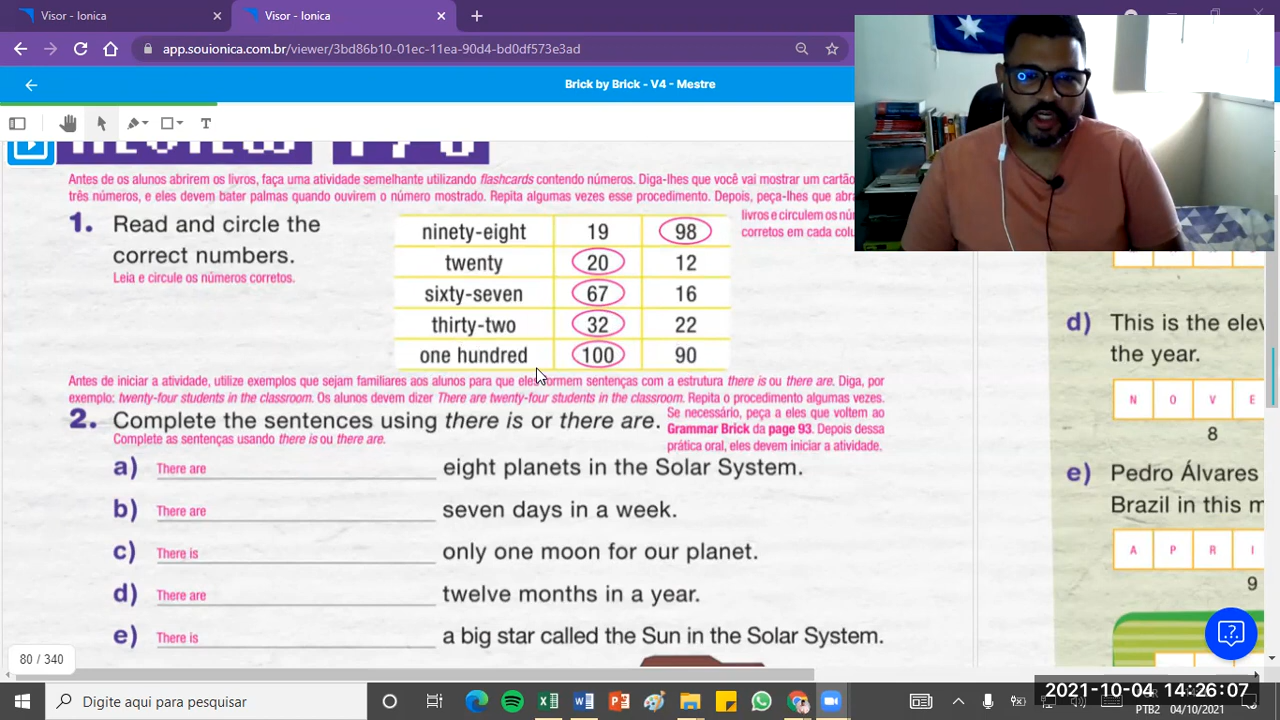 Visor - Ionica
Visor - Ionica
app.souionica.com.br/viewer/3bd86b10-01ec-11ea-90d4-bd0df573e3ad
Brick by Brick - V4 - Mestre
T
Antes de os alunos abrirem os livros, faça uma atividade semelhante utilizando flashcards contendo números. Diga-lhes que você vai mostrar um cartão
três números, e eles devem bater palmas quando ouvirem o número mostrado. Repita algumas vezes esse procedimento. Depois, peça-lhes que abra
livros e circulem os nú
corretos em cada colu
1. Read and circle the
correct numbers.
Leia e circule os números corretos.
ninety-eight 19 98
twenty 20 12
sixty-seven 67 16
thirty-two 32 22
one hundred 100 90
Antes de iniciar a atividade, utilize exemplos que sejam familiares aos alunos para que eles formem sentenças com a estrutura there is ou there are. Diga, por
exemplo: twenty-four students in the classroom. Os alunos devem dizer There are twenty-four students in the classroom. Repita o procedimento algumas vezes.
Se necessário, peça a eles que voltem ao
Grammar Brick da page 93. Depois dessa
prática oral, eles devem iniciar a atividade.
2. Complete the sentences using there is or there are.
Complete as sentenças usando there is ou there are.
a) There are eight planets in the Solar System.
b) There are seven days in a week.
c) There is only one moon for our planet.
d) There are twelve months in a year.
e) There is a big star called the Sun in the Solar System.
d) This is the ele
the year.
N O V E
8
e) Pedro Álvares
Brazil in this m
A P R I
9
80 / 340
Digite aqui para pesquisar
2021-10-04 14:26:07
PTB2 04/10/2021